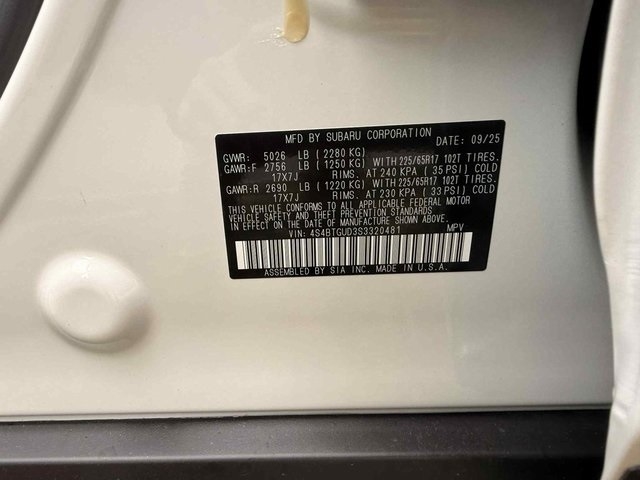 MFD BY SUBARU CORPORATION DATE: 09/25
GVWR: 5026 LB (2280 KG)
GAWR:F 2756 LB (1250 KG) WITH 225/65R17 102T TIRES.
17X7J RIMS. AT 240 KPA (35 PSI) COLD
GAWR:R 2690 LB (1220 KG) WITH 225/65R17 102T TIRES.
17X7J RIMS. AT 230 KPA (33 PSI) COLD
THIS VEHICLE CONFORMS TO ALL APPLICABLE FEDERAL MOTOR
VEHICLE SAFETY AND THEFT PREVENTION STANDARDS
IN EFFECT ON THE DATE OF MANUFACTURE SHOWN ABOVE.
VIN: 4S4BTGUD3S3320481 MPV
ASSEMBLED BY SIA INC. MADE IN U.S.A.